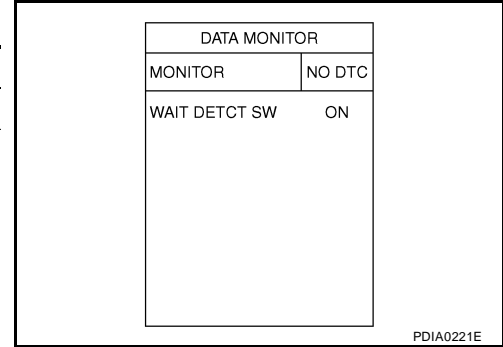 DATA MONITOR
MONITOR NO DTC
WAIT DETCT SW ON
PDIA0221E